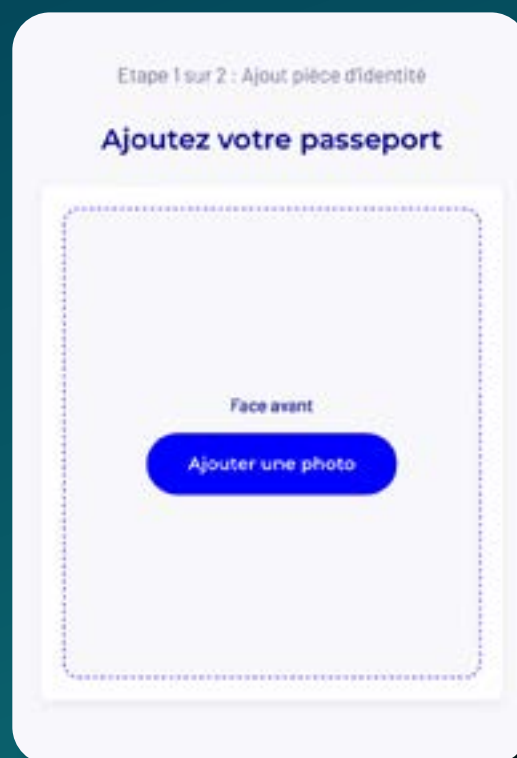 Etape 1 sur 2 : Ajout pièce d'identité
Ajoutez votre passeport
Face avant
Ajouter une photo